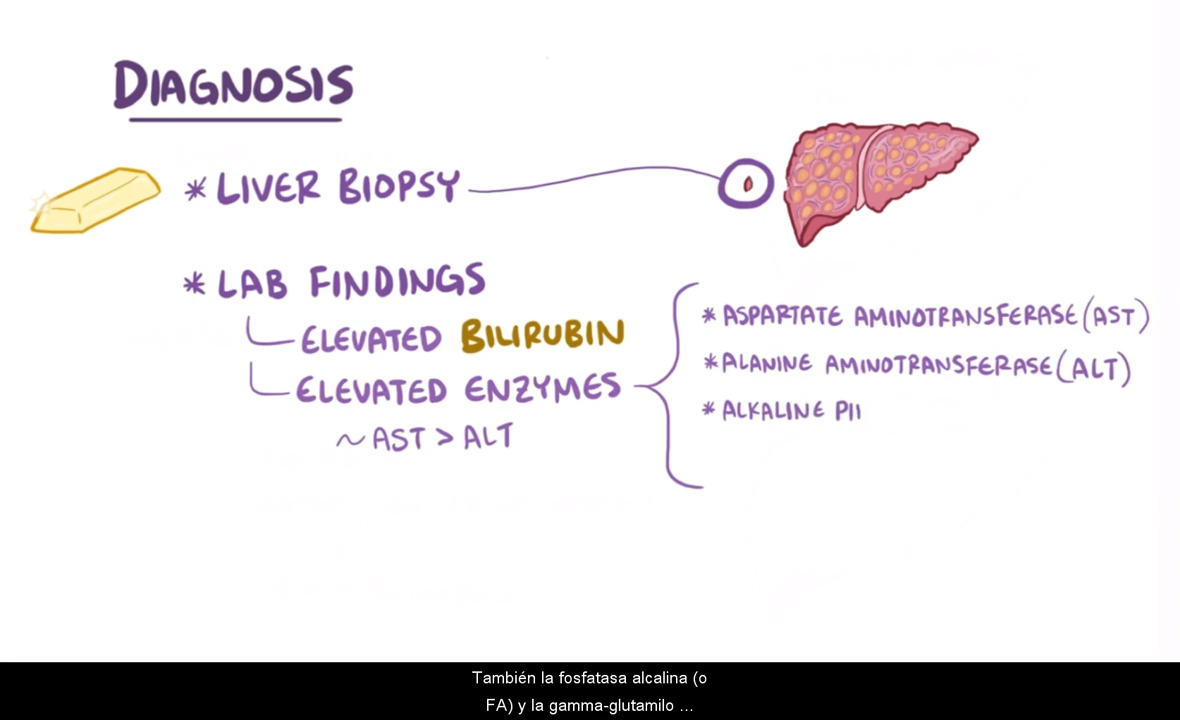 DIAGNOSIS
* LIVER BIOPSY
* LAB FINDINGS
ELEVATED BILIRUBIN
ELEVATED ENZYMES
~ AST > ALT
* ASPARTATE AMINOTRANSFERASE (AST)
* ALANINE AMINOTRANSFERASE (ALT)
* ALKALINE
También la fosfatasa alcalina (o
FA) y la gamma-glutamilo ...